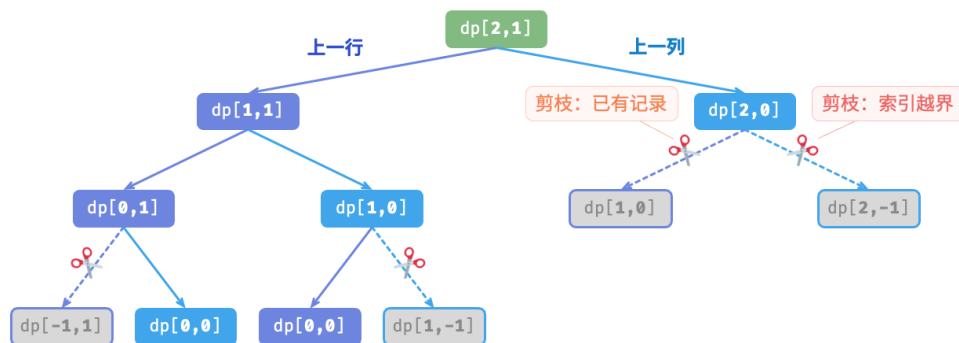 dp[2,1]
上一行
上一列
dp[1,1]
剪枝：已有记录
dp[2,0]
剪枝：索引越界
dp[0,1]
dp[1,0]
dp[1,0]
dp[2,-1]
dp[-1,1]
dp[0,0]
dp[0,0]
dp[1,-1]